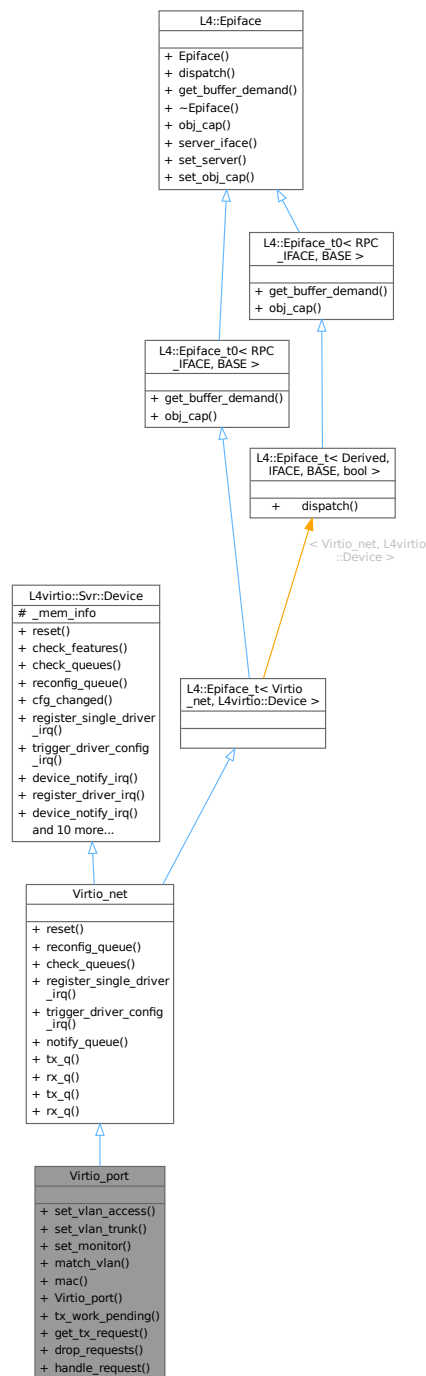 L4::Epiface
+ Epiface()
+ dispatch()
+ get_buffer_demand()
+ ~Epiface()
+ obj_cap()
+ server_iface()
+ set_server()
+ set_obj_cap()
L4::Epiface_t0< RPC
_IFACE, BASE >
+ get_buffer_demand()
+ obj_cap()
L4::Epiface_t0< RPC
_IFACE, BASE >
+ get_buffer_demand()
+ obj_cap()
L4::Epiface_t< Derived,
IFACE, BASE, bool >
+ dispatch()
< Virtio_net, L4virtio
::Device >
L4virtio::Svr::Device
# _mem_info
+ reset()
+ check_features()
+ check_queues()
+ reconfig_queue()
+ cfg_changed()
+ register_single_driver
_irq()
+ trigger_driver_config
_irq()
+ device_notify_irq()
+ register_driver_irq()
+ device_notify_irq()
and 10 more...
L4::Epiface_t< Virtio
_net, L4virtio::Device >
Virtio_net
+ reset()
+ reconfig_queue()
+ check_queues()
+ register_single_driver
_irq()
+ trigger_driver_config
_irq()
+ notify_queue()
+ tx_q()
+ rx_q()
+ tx_q()
+ rx_q()
Virtio_port
+ set_vlan_access()
+ set_vlan_trunk()
+ set_monitor()
+ match_vlan()
+ mac()
+ Virtio_port()
+ tx_work_pending()
+ get_tx_request()
+ drop_requests()
+ handle_request()